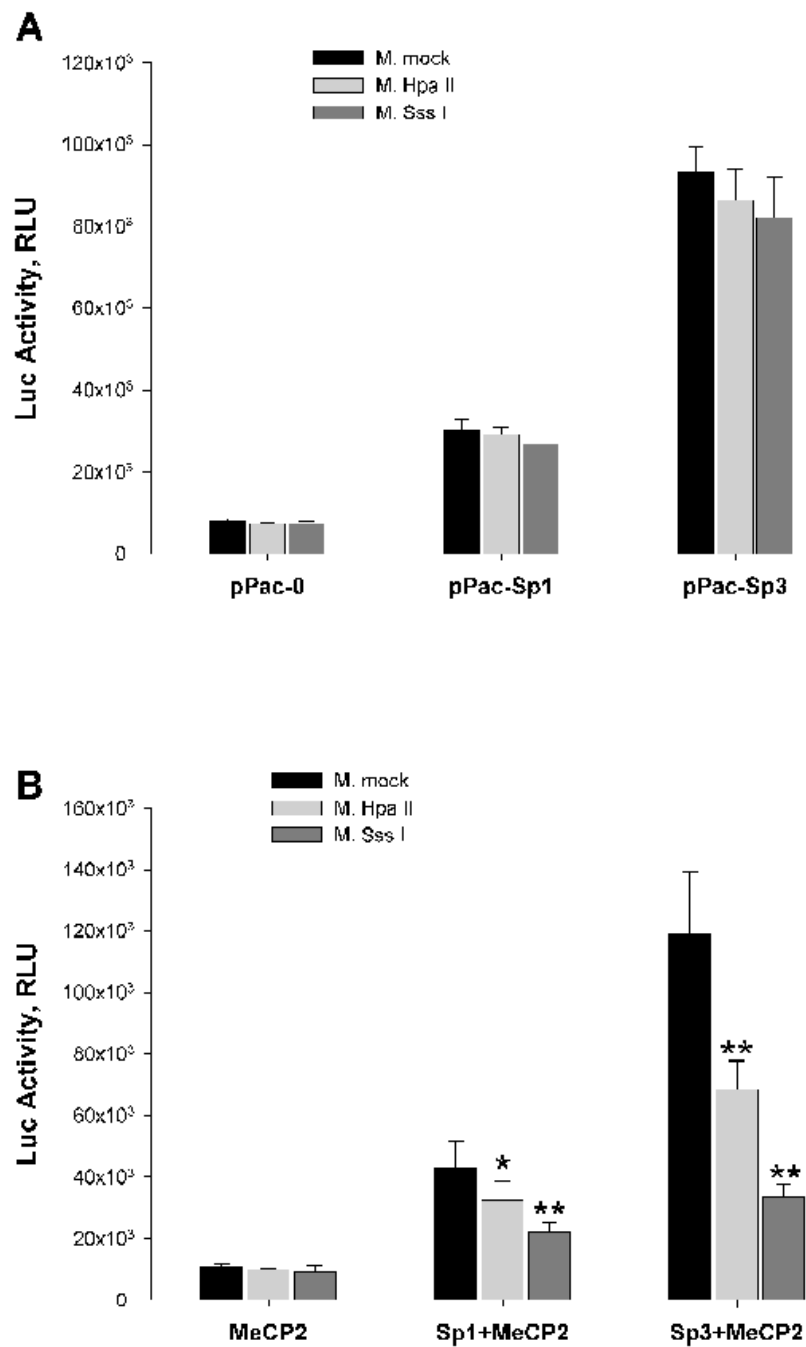 A
M. mock
M. Hpa II
M. Sss I
120x10³
100x10³
80x10³
60x10³
40x10³
20x10³
0
Luc Activity, RLU
pPac-0 pPac-Sp1 pPac-Sp3
B
M. mock
M. Hpa II
M. Sss I
160x10³
140x10³
120x10³
100x10³
80x10³
60x10³
40x10³
20x10³
0
Luc Activity, RLU
**
*
**
**
MeCP2 Sp1+MeCP2 Sp3+MeCP2